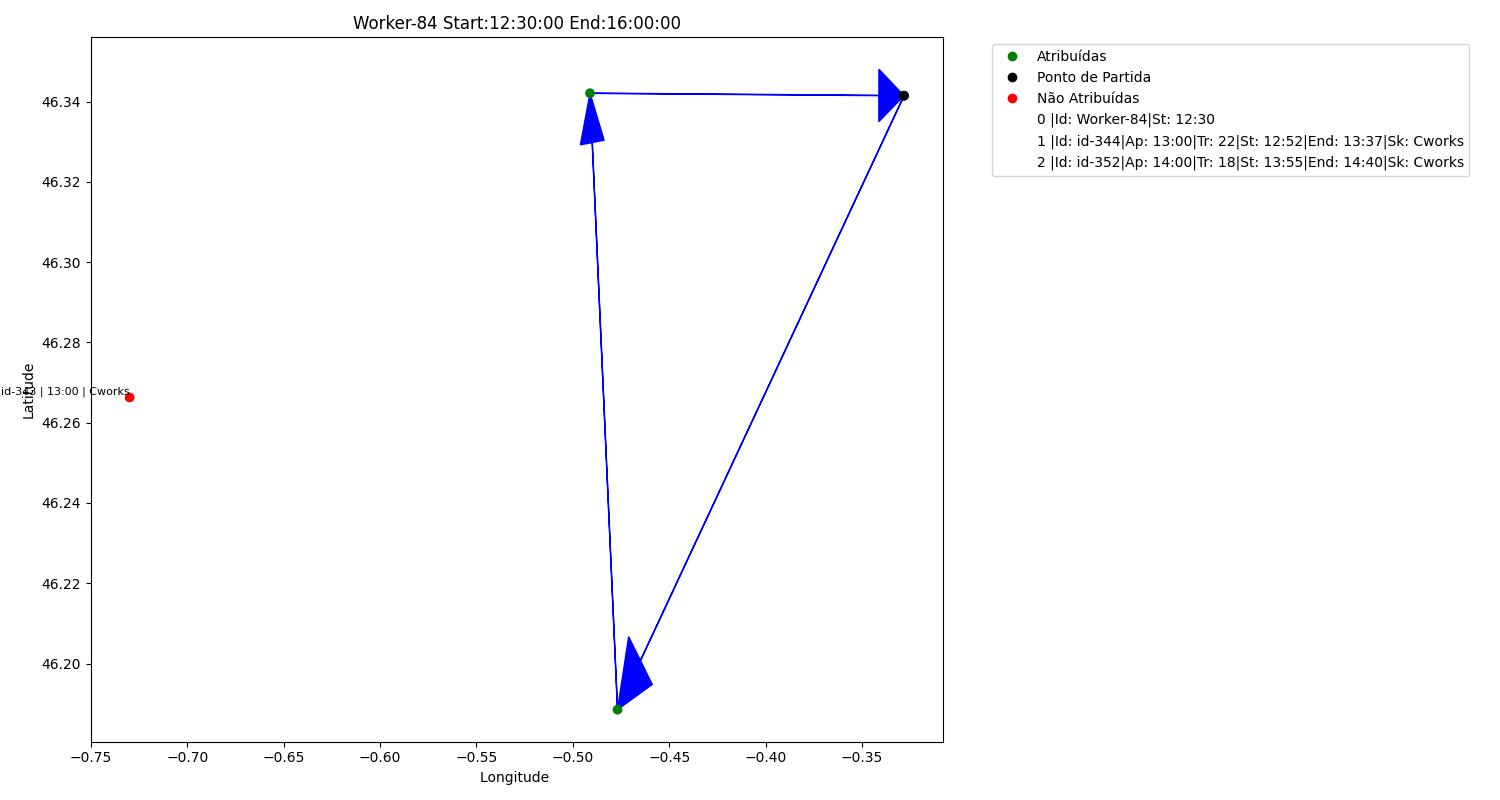 Worker-84 Start:12:30:00 End:16:00:00
46.34
46.32
46.30
46.28
46.26
46.24
46.22
46.20
Latitude
id-343 | 13:00 | Cworks
−0.75
−0.70
−0.65
−0.60
−0.55
−0.50
−0.45
−0.40
−0.35
Longitude
Atribuídas
Ponto de Partida
Não Atribuídas
0 |Id: Worker-84|St: 12:30
1 |Id: id-344|Ap: 13:00|Tr: 22|St: 12:52|End: 13:37|Sk: Cworks
2 |Id: id-352|Ap: 14:00|Tr: 18|St: 13:55|End: 14:40|Sk: Cworks